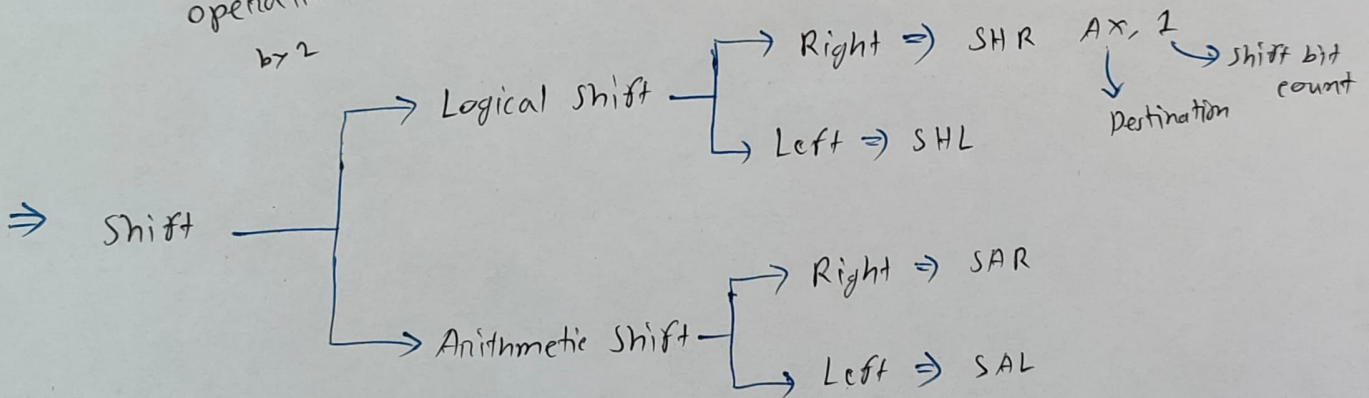 by 2
Right ⇒ SHR AX, 1
Shift bit
count
Destination
Logical Shift
Left ⇒ SHL
⇒ Shift
Right ⇒ SAR
Arithmetic Shift
Left ⇒ SAL